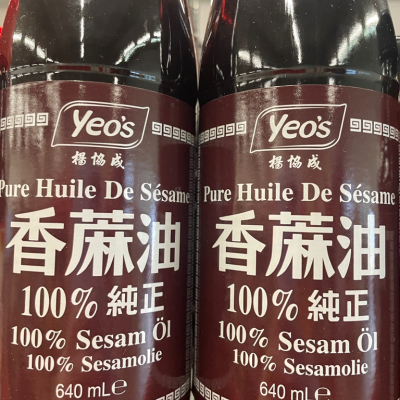 Yeo's
楊協成
Pure Huile De Sésame
香蔴油
100% 純正
100% Sesam Öl
100% Sesamolie
640 mL℮
Yeo's
楊協成
Pure Huile De Sésame
香蔴油
100% 純正
100% Sesam Öl
100% Sesamolie
640 mL℮